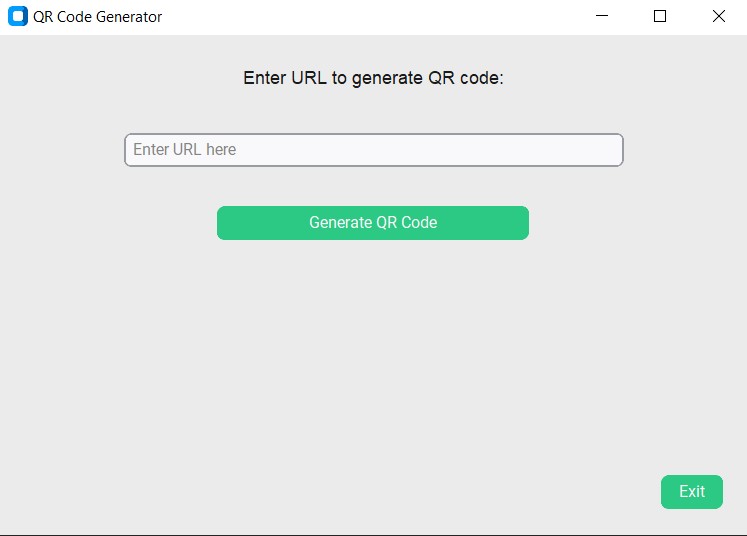 QR Code Generator
Enter URL to generate QR code:
Enter URL here
Generate QR Code
Exit